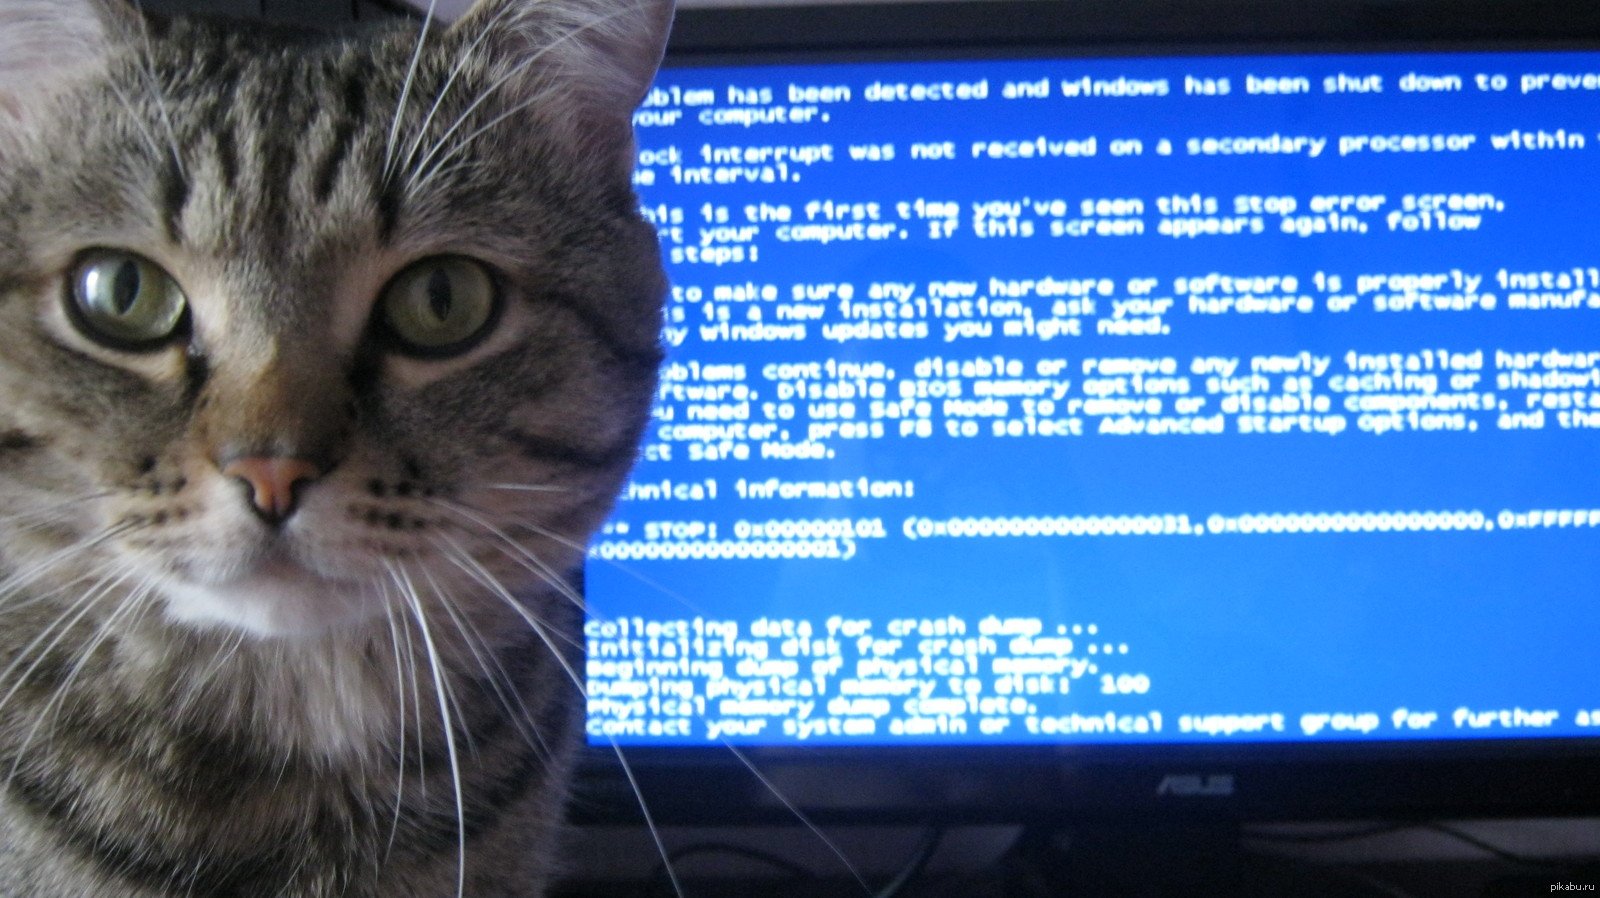 oblem has been detected and windows has been shut down to preve
our computer.
ock interrupt was not received on a secondary processor within
e interval.
his is the first time you've seen this stop error screen,
rt your computer. If this screen appears again, follow
steps:
to make sure any new hardware or software is properly install
s is a new installation, ask your hardware or software manufa
ny windows updates you might need.
oblems continue, disable or remove any newly installed hardwar
ftware. Disable BIOS memory options such as caching or shadowi
u need to use Safe Mode to remove or disable components, resta
computer, press F8 to select Advanced Startup Options, and the
ct Safe Mode.
chnical information:
** STOP: 0x00000101 (0x0000000000000031,0x0000000000000000,0xFFFFF
x0000000000000001)
Collecting data for crash dump ...
Initializing disk for crash dump ...
Beginning dump of physical memory.
Dumping physical memory to disk: 100
Physical memory dump complete.
Contact your system admin or technical support group for further as
ASUS
pikabu.ru